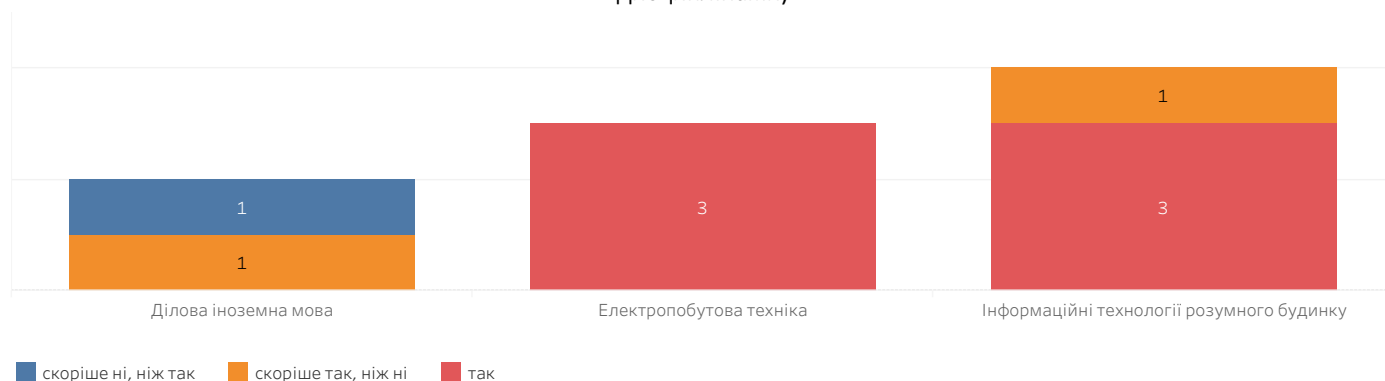 1
1
3
1
3
Ділова іноземна мова
Електропобутова техніка
Інформаційні технології розумного будинку
скоріше ні, ніж так
скоріше так, ніж ні
так